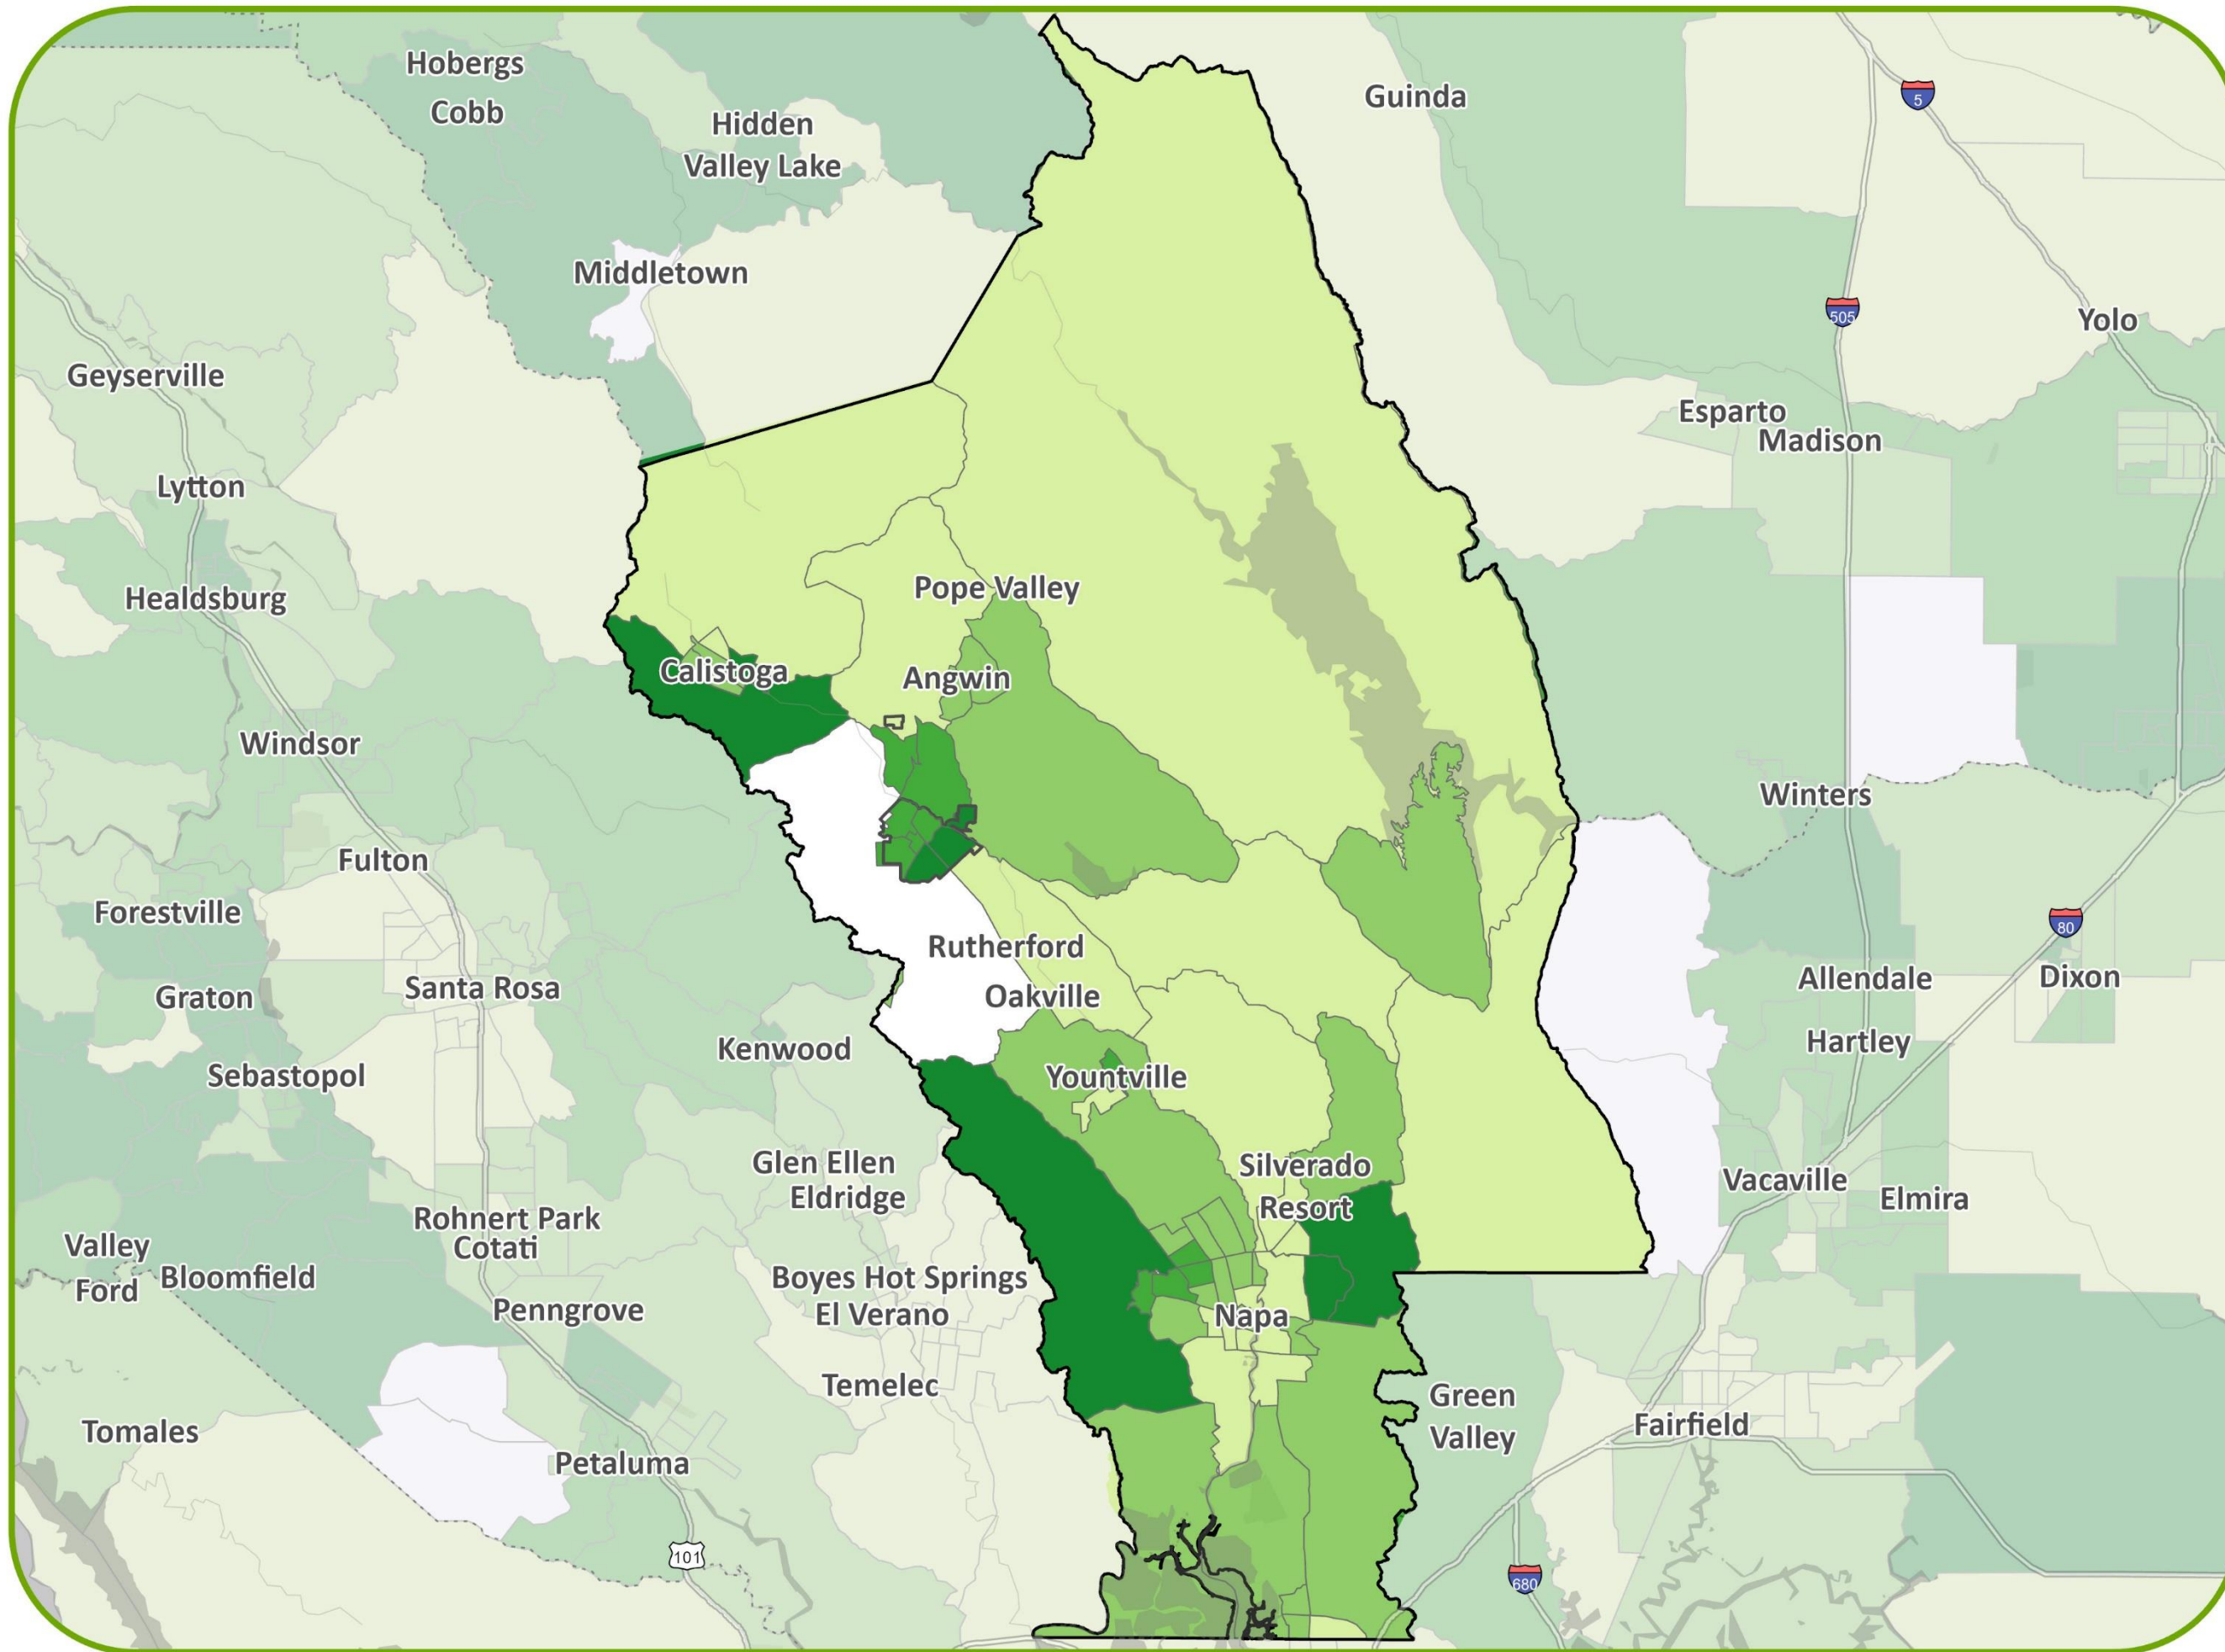 Hobergs
Cobb
Hidden
Valley Lake
Guinda
5
Middletown
505
Yolo
Geyserville
Esparto
Madison
Lytton
Healdsburg
Pope Valley
Calistoga
Angwin
Windsor
Winters
Fulton
Forestville
80
Rutherford
Santa Rosa
Graton
Oakville
Allendale
Dixon
Kenwood
Hartley
Sebastopol
Yountville
Glen Ellen
Eldridge
Silverado
Resort
Vacaville
Elmira
Rohnert Park
Cotati
Valley
Ford
Bloomfield
Boyes Hot Springs
El Verano
Penngrove
Napa
Temelec
Green
Valley
Fairfield
Tomales
Petaluma
101
680